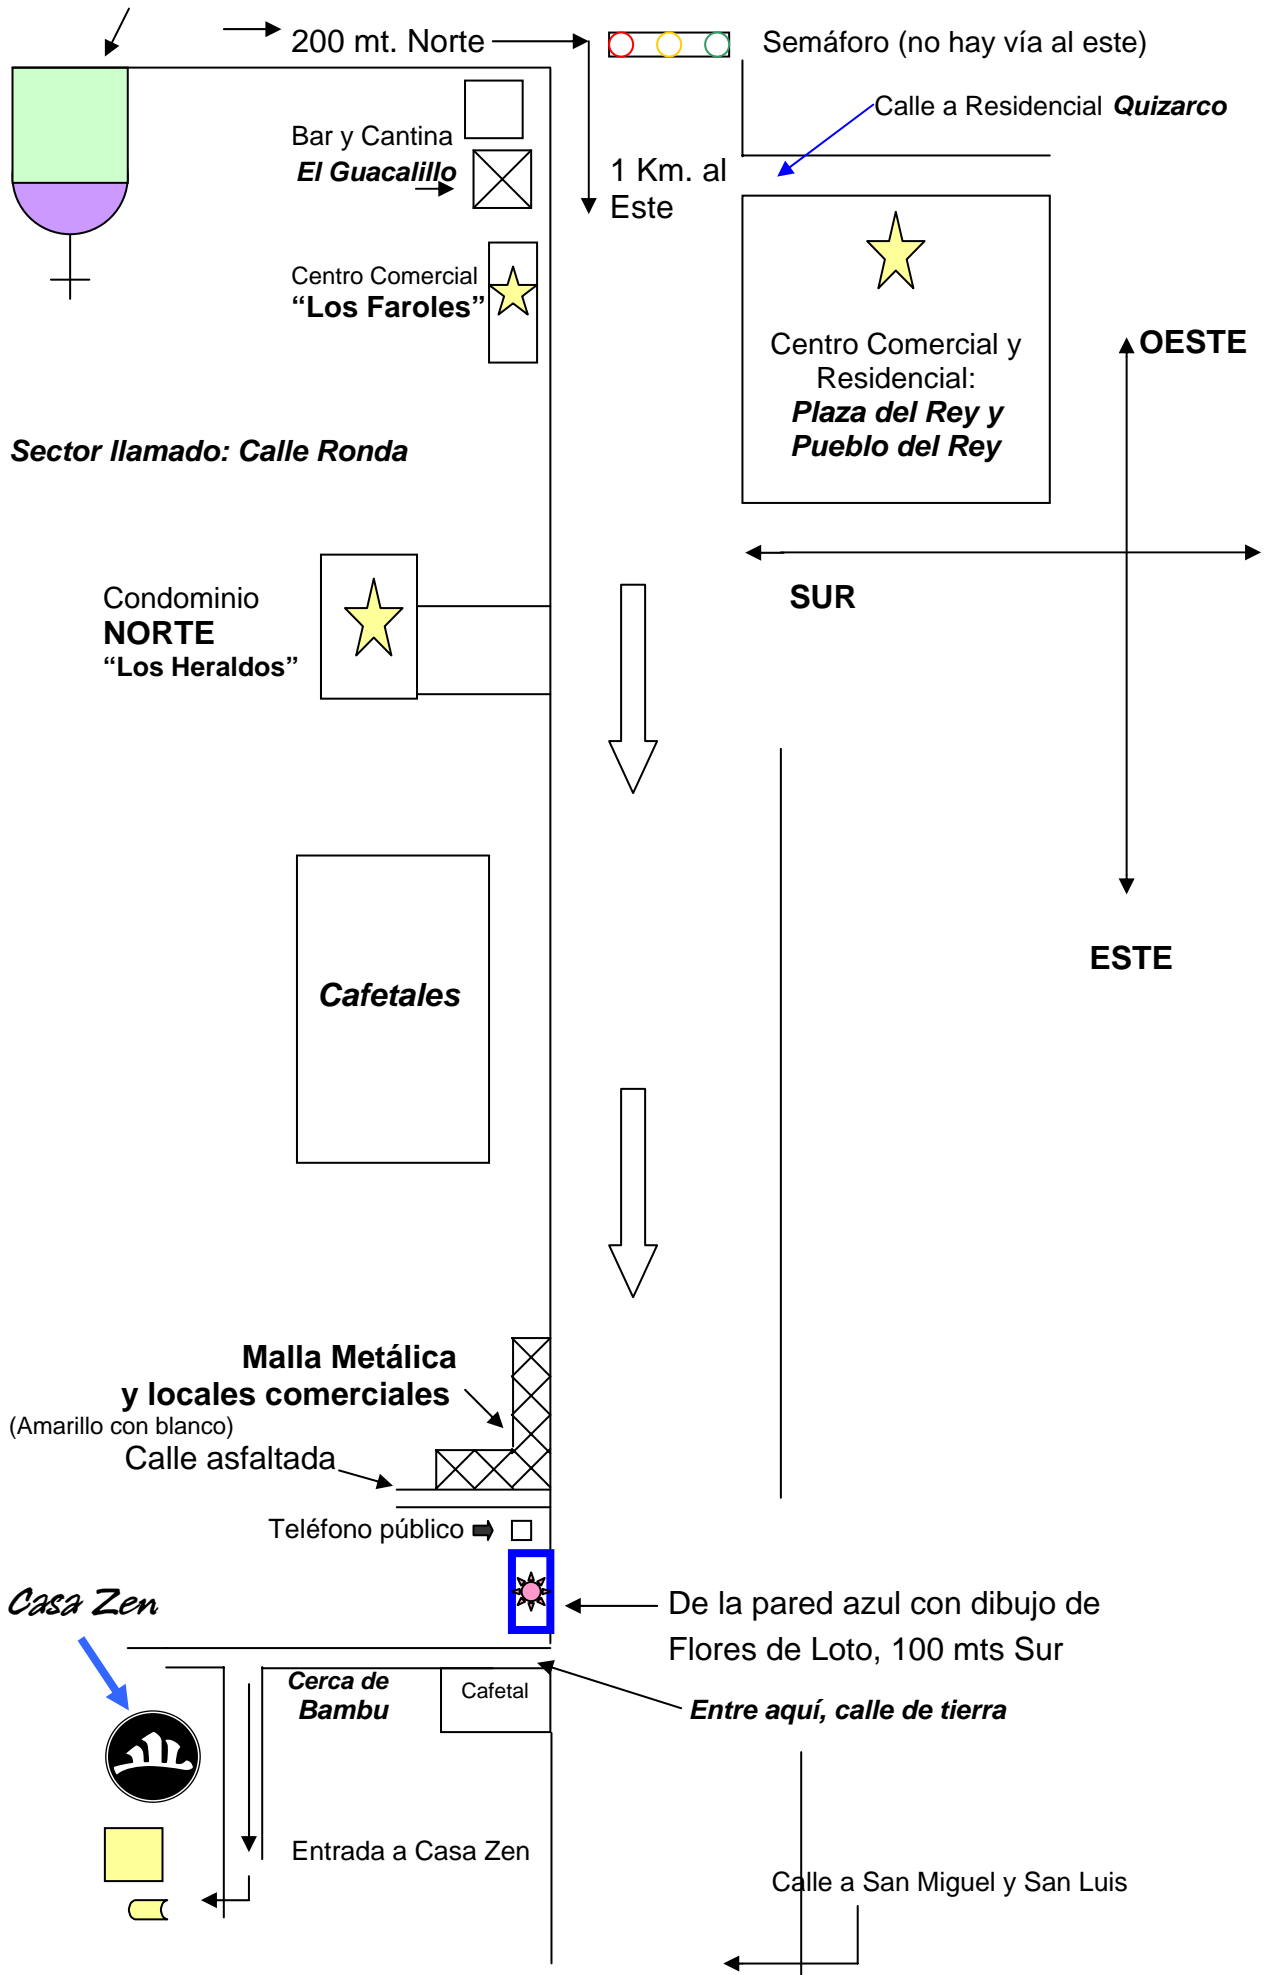 200 mt. Norte
Semáforo (no hay vía al este)
Calle a Residencial Quizarco
Bar y Cantina
El Guacalillo
1 Km. al
Este
Centro Comercial
“Los Faroles”
Centro Comercial y
Residencial:
Plaza del Rey y
Pueblo del Rey
OESTE
Sector llamado: Calle Ronda
Condominio
NORTE
“Los Heraldos”
SUR
ESTE
Cafetales
Malla Metálica
y locales comerciales
(Amarillo con blanco)
Calle asfaltada
Teléfono público
Casa Zen
De la pared azul con dibujo de
Flores de Loto, 100 mts Sur
Cerca de
Bambu
Cafetal
Entre aquí, calle de tierra
Entrada a Casa Zen
Calle a San Miguel y San Luis